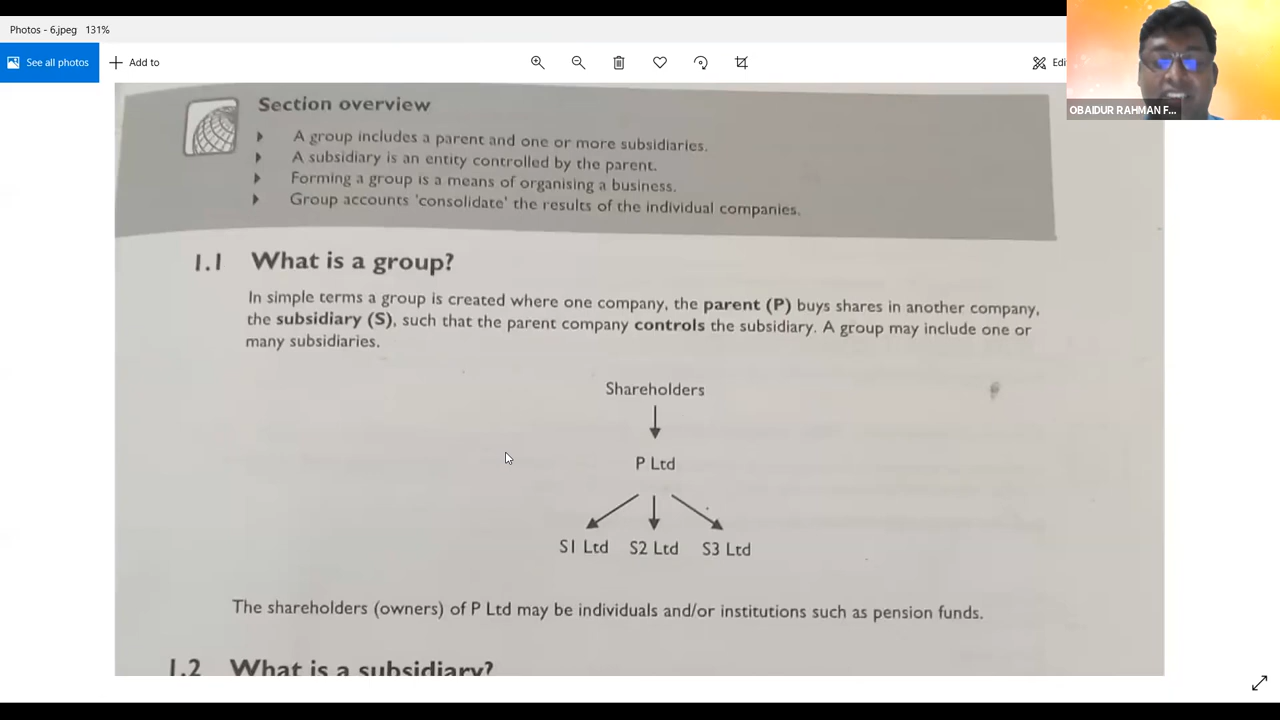 Photos - 6.jpeg 131%
See all photos
Add to
OBAIDUR RAHMAN F...
Section overview
A group includes a parent and one or more subsidiaries.
A subsidiary is an entity controlled by the parent.
Forming a group is a means of organising a business.
Group accounts 'consolidate' the results of the individual companies.
1.1 What is a group?
In simple terms a group is created where one company, the parent (P) buys shares in another company,
the subsidiary (S), such that the parent company controls the subsidiary. A group may include one or
many subsidiaries.
Shareholders
P Ltd
S1 Ltd S2 Ltd S3 Ltd
The shareholders (owners) of P Ltd may be individuals and/or institutions such as pension funds.
1.2 What is a subsidiary?